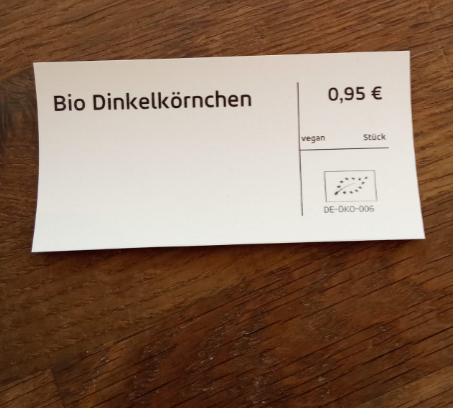 Bio Dinkelkörnchen
0,95 €
vegan Stück
DE-ÖKO-006